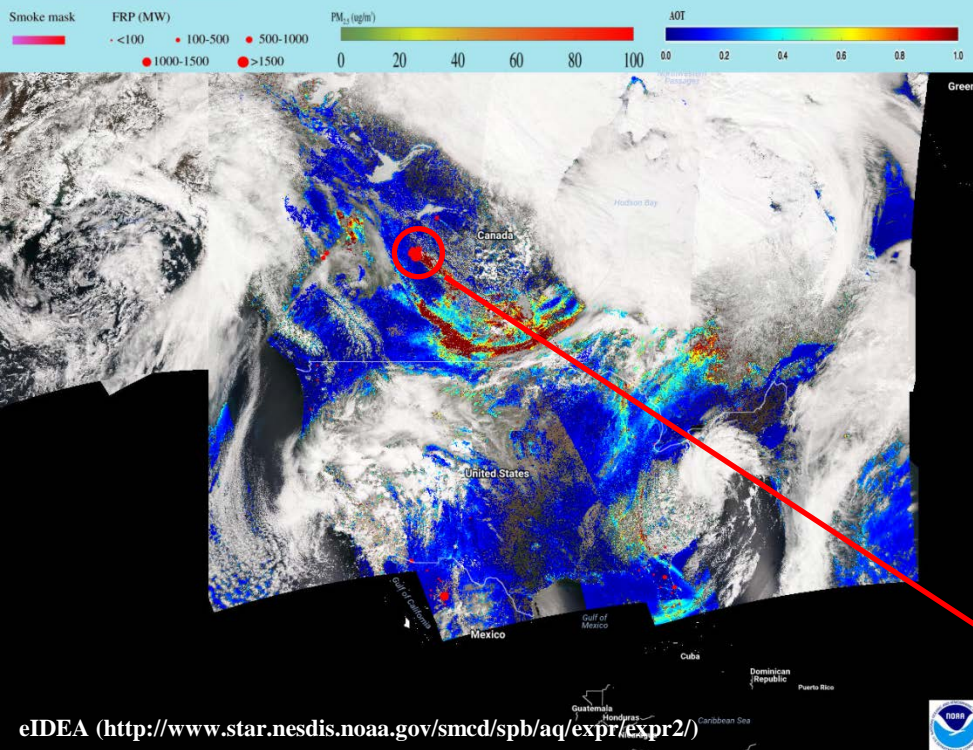 Smoke mask FRP (MW) PM2.5 (ug/m³) AOT
<100 100-500 500-1000
1000-1500 >1500
0 20 40 60 80 100
0.0 0.2 0.4 0.6 0.8 1.0
Green
Hudson Bay
Canada
United States
Gulf of California
Gulf of
Mexico
Mexico
Cuba
Dominican
Republic
Puerto Rico
Guatemala
Honduras
Caribbean Sea
eIDEA (http://www.star.nesdis.noaa.gov/smcd/spb/aq/expr/expr2/)
NOAA